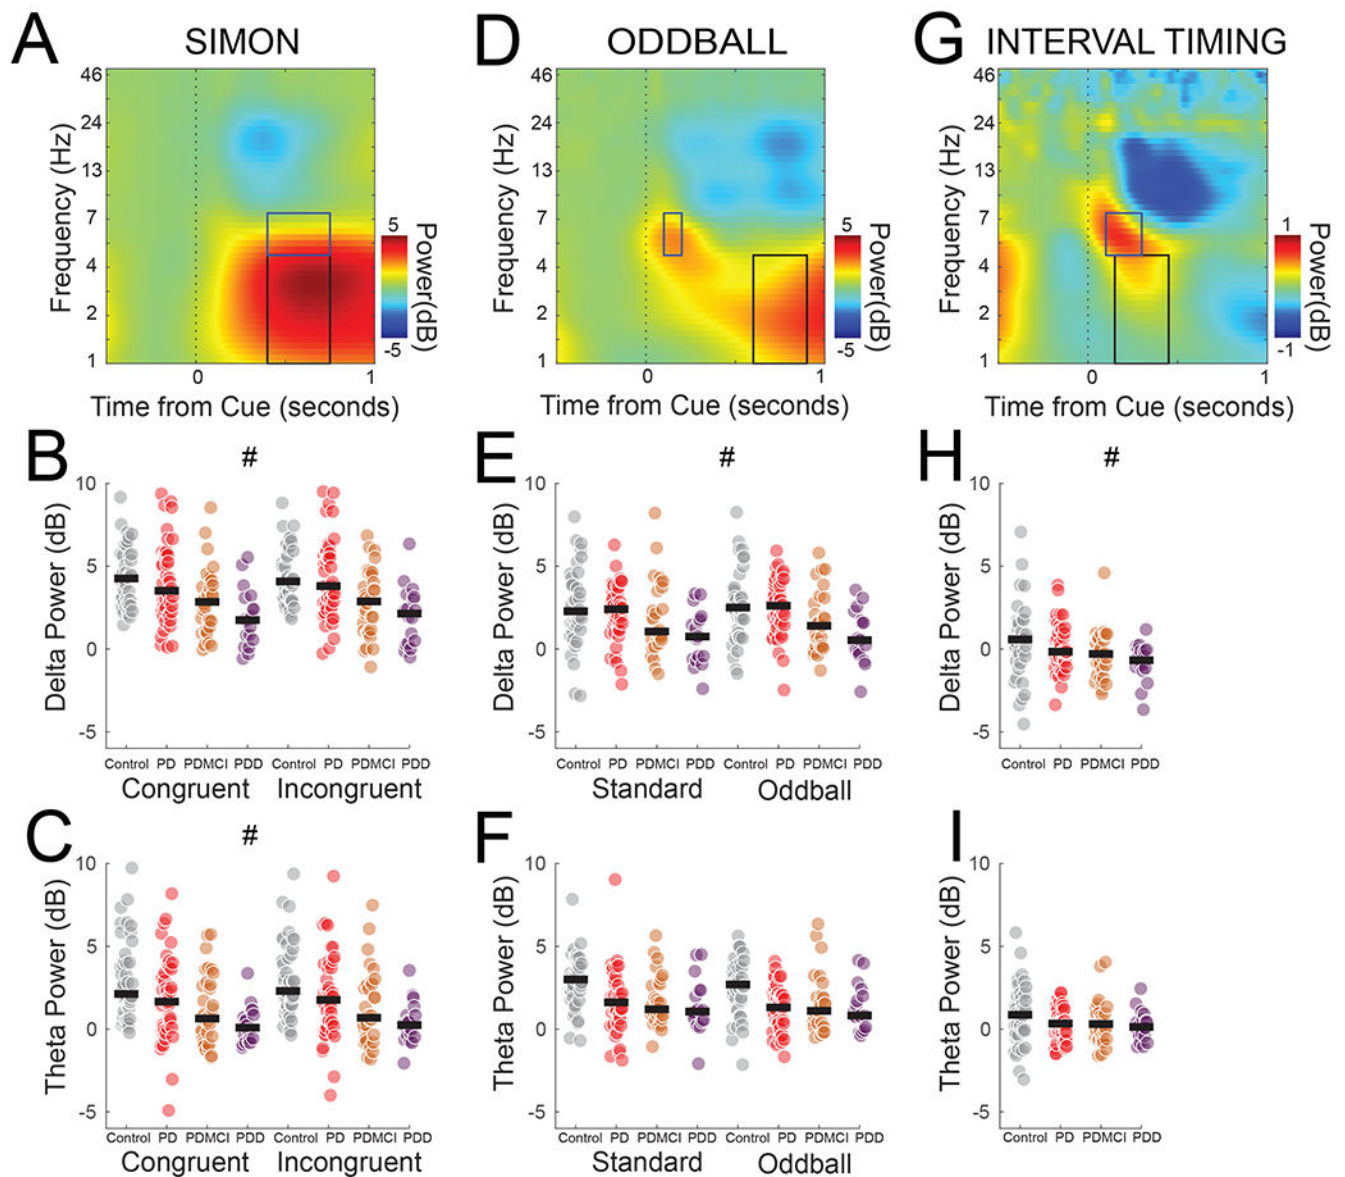 A SIMON
46
24
13
7
4
2
1
Frequency (Hz)
0 1
Time from Cue (seconds)
5
-5
Power(dB)
D ODDBALL
46
24
13
7
4
2
1
Frequency (Hz)
0 1
Time from Cue (seconds)
5
-5
Power(dB)
G INTERVAL TIMING
46
24
13
7
4
2
1
Frequency (Hz)
0 1
Time from Cue (seconds)
1
-1
Power(dB)
B #
10
5
0
-5
Delta Power (dB)
Control PD PDMCI PDD Control PD PDMCI PDD
Congruent Incongruent
E #
10
5
0
-5
Delta Power (dB)
Control PD PDMCI PDD Control PD PDMCI PDD
Standard Oddball
H #
10
5
0
-5
Delta Power (dB)
Control PD PDMCI PDD
C #
10
5
0
-5
Theta Power (dB)
Control PD PDMCI PDD Control PD PDMCI PDD
Congruent Incongruent
F
10
5
0
-5
Theta Power (dB)
Control PD PDMCI PDD Control PD PDMCI PDD
Standard Oddball
I
10
5
0
-5
Theta Power (dB)
Control PD PDMCI PDD